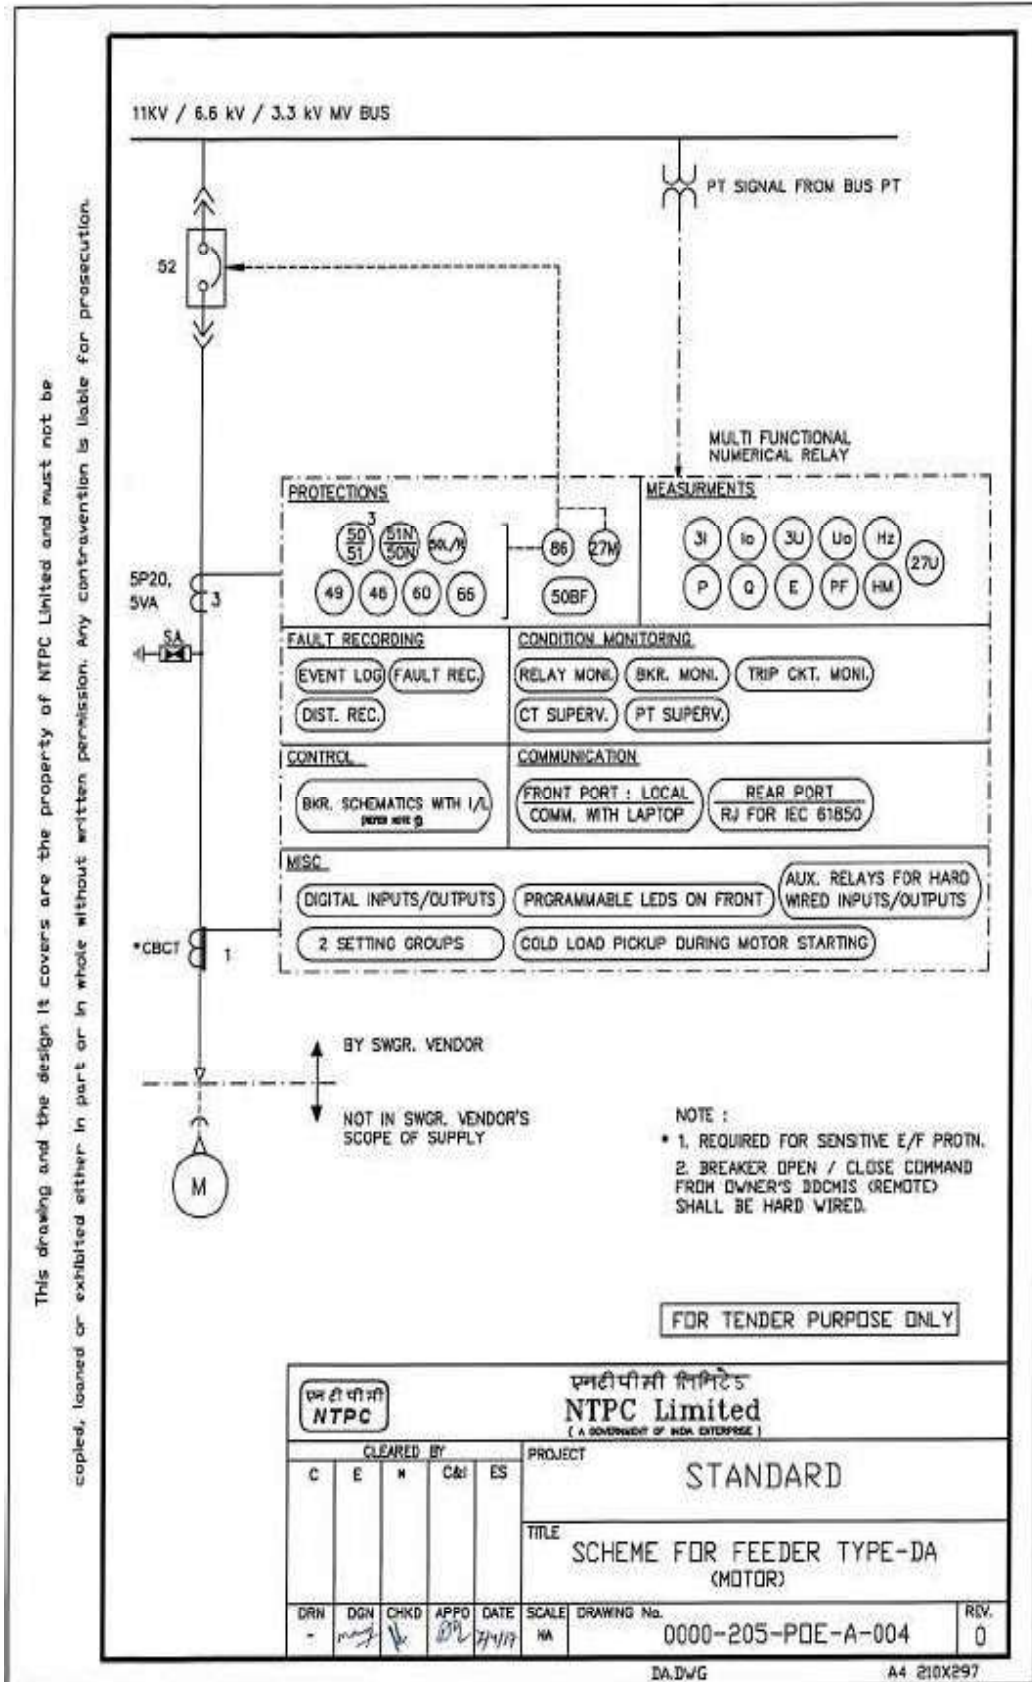 This drawing and the design it covers are the property of NTPC Limited and must not be
copied, loaned or exhibited either in part or in whole without written permission. Any contravention is liable for prosecution.
11KV / 6.6 kV / 3.3 kV MV BUS
PT SIGNAL FROM BUS PT
52
MULTI FUNCTIONAL
NUMERICAL RELAY
PROTECTIONS
MEASURMENTS
3
50
51
51N
50N
50L/R
86
27M
3I
Io
3U
Uo
Hz
27U
49
46
60
66
50BF
P
Q
E
PF
HM
5P20,
5VA
3
SA
FAULT RECORDING
CONDITION MONITORING
EVENT LOG
FAULT REC.
RELAY MONI.
BKR. MONI.
TRIP CKT. MONI.
DIST. REC.
CT SUPERV.
PT SUPERV.
CONTROL
COMMUNICATION
BKR. SCHEMATICS WITH I/L
FRONT PORT : LOCAL
COMM. WITH LAPTOP
REAR PORT
RJ FOR IEC 61850
MISC
DIGITAL INPUTS/OUTPUTS
PRGRAMMABLE LEDS ON FRONT
AUX. RELAYS FOR HARD
WIRED INPUTS/OUTPUTS
2 SETTING GROUPS
COLD LOAD PICKUP DURING MOTOR STARTING
*CBCT
1
BY SWGR. VENDOR
NOT IN SWGR. VENDOR'S
SCOPE OF SUPPLY
M
NOTE :
* 1. REQUIRED FOR SENSITIVE E/F PROTN.
2. BREAKER OPEN / CLOSE COMMAND
FROM OWNER'S DDCMIS (REMOTE)
SHALL BE HARD WIRED.
FOR TENDER PURPOSE ONLY
एनटीपीसी
NTPC
एनटीपीसी लिमिटेड
NTPC Limited
( A GOVERNMENT OF INDIA ENTERPRISE )
CLEARED BY
C E M C&I ES
PROJECT
STANDARD
TITLE
SCHEME FOR FEEDER TYPE-DA
(MOTOR)
DRN DGN CHKD APPD DATE SCALE DRAWING No. REV.
- NA 0000-205-POE-A-004 0
DA.DWG A4 210X297